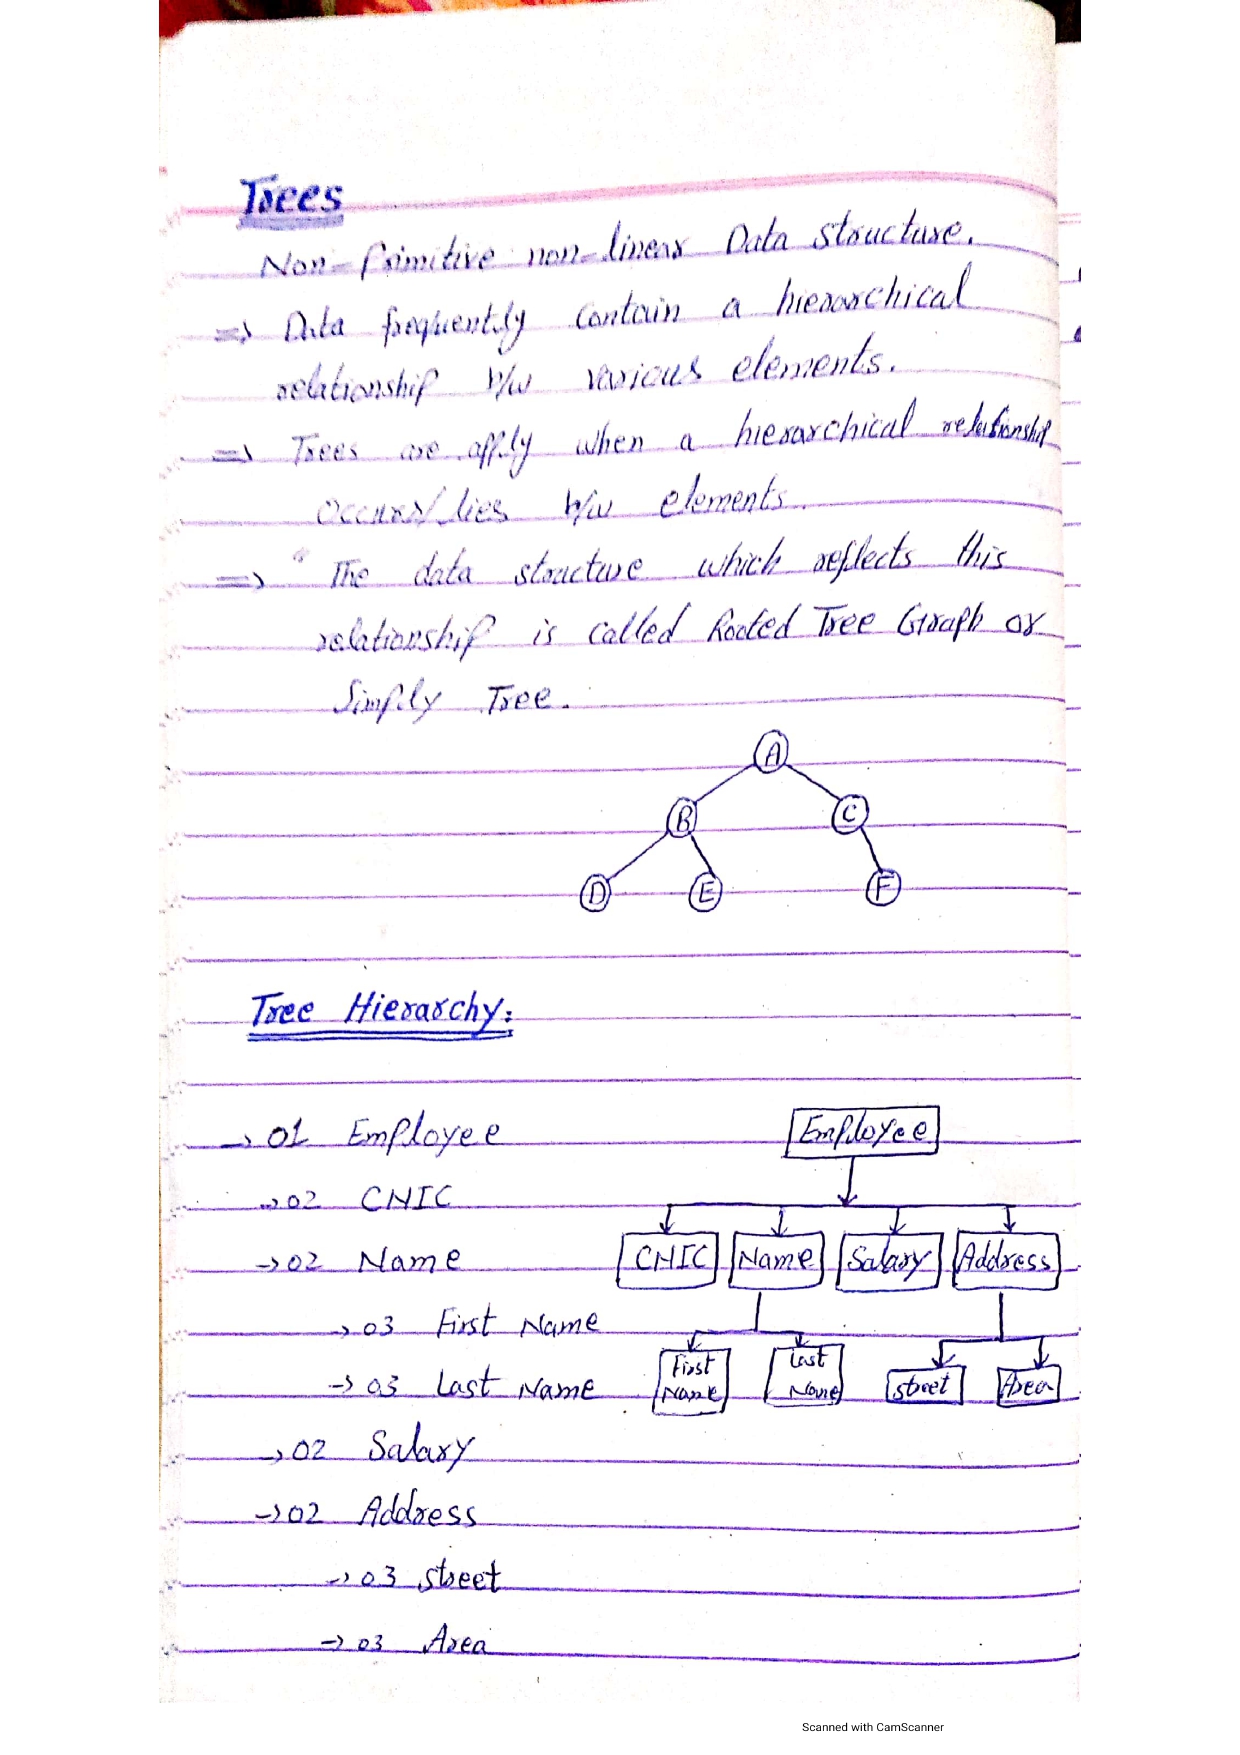 Trees
Non-Primitive non-linear Data Structure.
=> Data frequently contain a hierarchical
relationship b/w various elements.
=> Trees are apply when a hierarchical relationship
Occurs/lies b/w elements.
=> "The data structure which reflects this
relationship is called Rooted Tree Graph or
Simply Tree.
A
B C
D E F
Tree Hierarchy:
→ 01 Employee Employee
→ 02 CNIC
→ 02 Name CNIC Name Salary Address
→ 03 First Name
→ 03 Last Name First Name Last Name Street Area
→ 02 Salary
→ 02 Address
→ 03 Street
→ 03 Area
Scanned with CamScanner